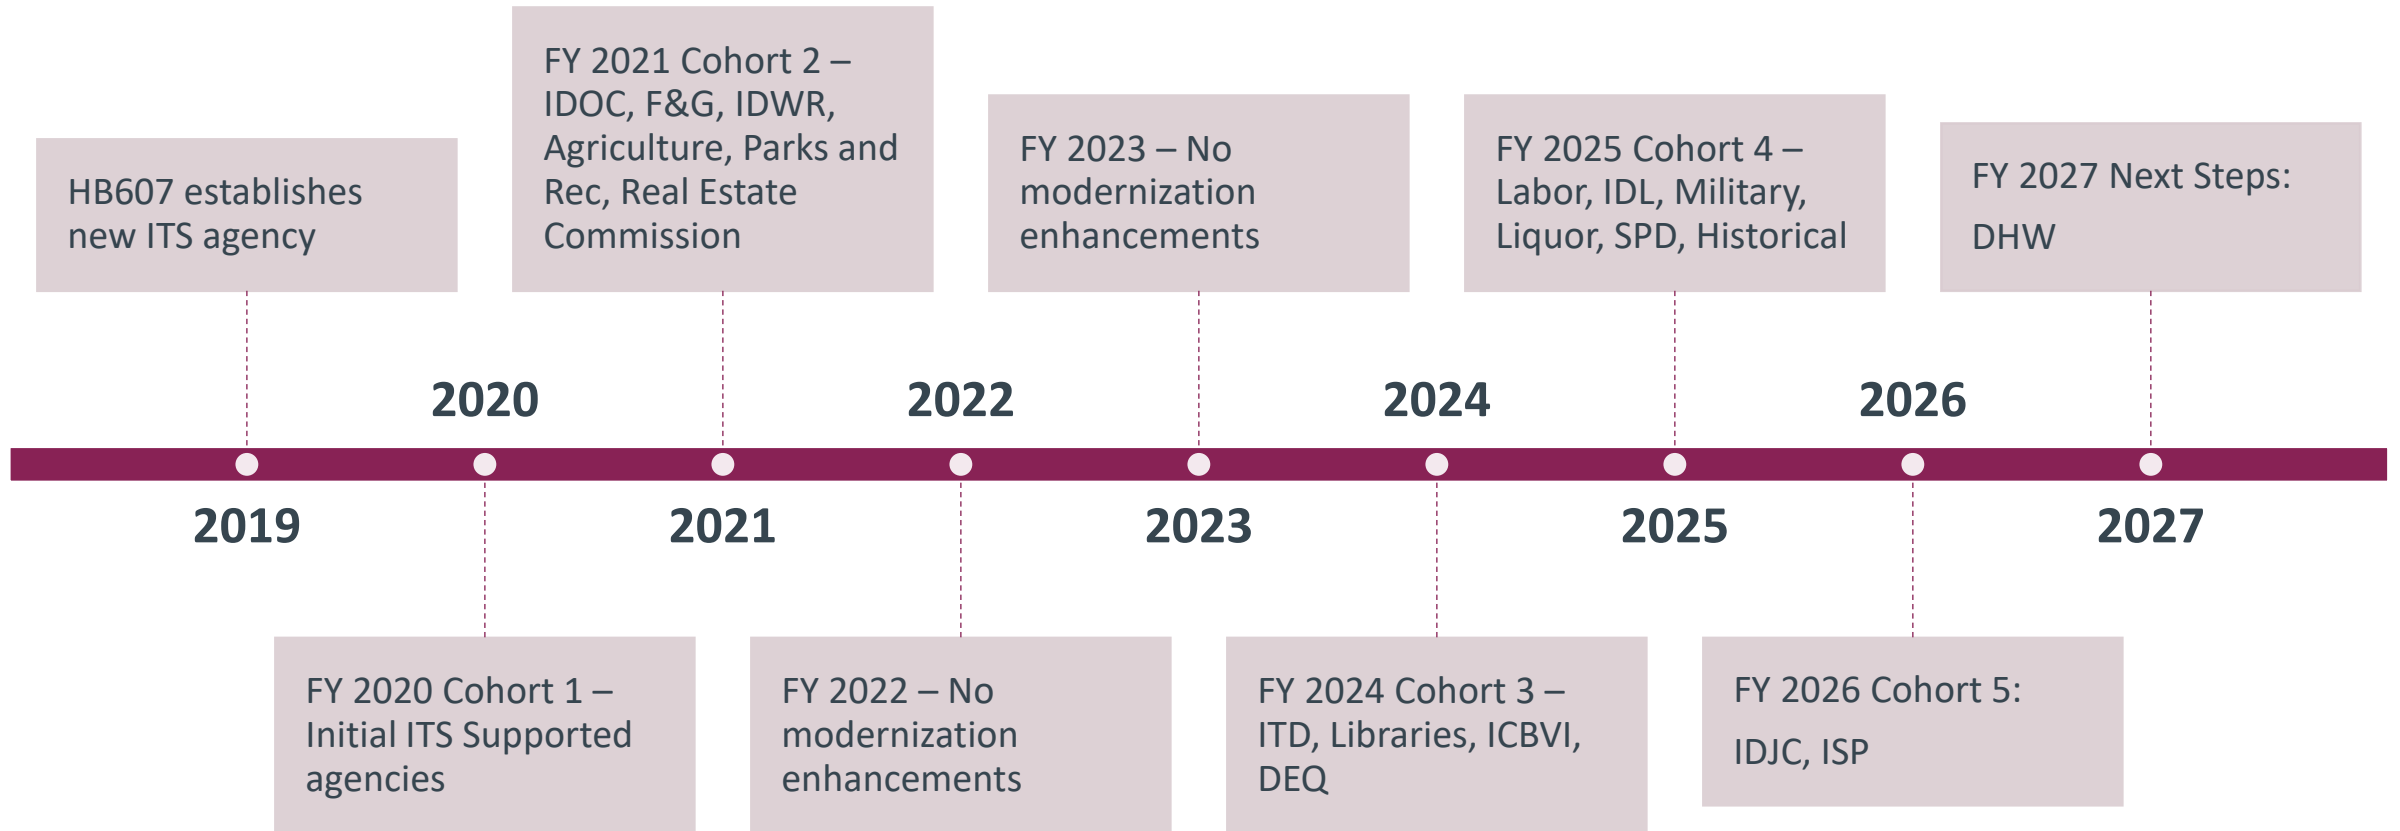 HB607 establishes
new ITS agency
FY 2021 Cohort 2 –
IDOC, F&G, IDWR,
Agriculture, Parks and
Rec, Real Estate
Commission
FY 2023 – No
modernization
enhancements
FY 2025 Cohort 4 –
Labor, IDL, Military,
Liquor, SPD, Historical
FY 2027 Next Steps:
DHW
2020
2022
2024
2026
2019
2021
2023
2025
2027
FY 2020 Cohort 1 –
Initial ITS Supported
agencies
FY 2022 – No
modernization
enhancements
FY 2024 Cohort 3 –
ITD, Libraries, ICBVI,
DEQ
FY 2026 Cohort 5:
IDJC, ISP